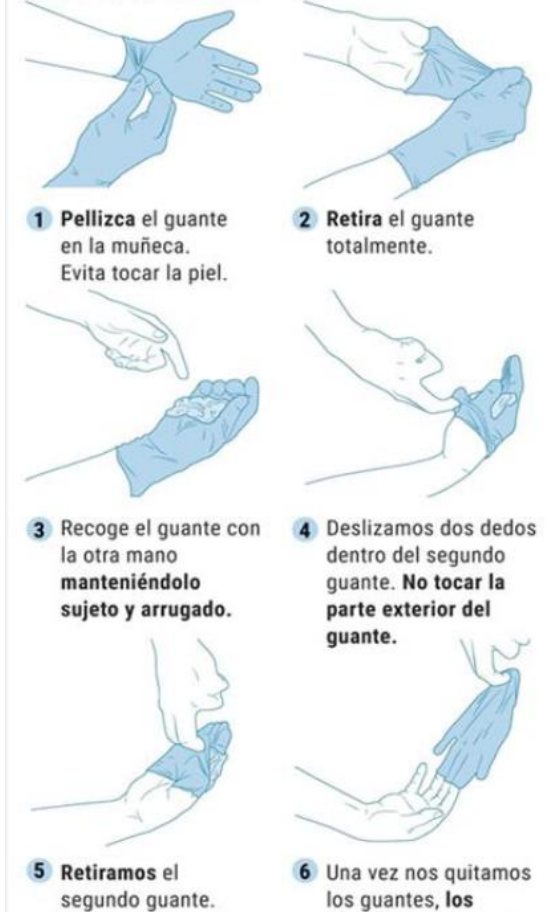 1 Pellizca el guante
en la muñeca.
Evita tocar la piel.
2 Retira el guante
totalmente.
3 Recoge el guante con
la otra mano
manteniéndolo
sujeto y arrugado.
4 Deslizamos dos dedos
dentro del segundo
guante. No tocar la
parte exterior del
guante.
5 Retiramos el
segundo guante.
6 Una vez nos quitamos
los guantes, los